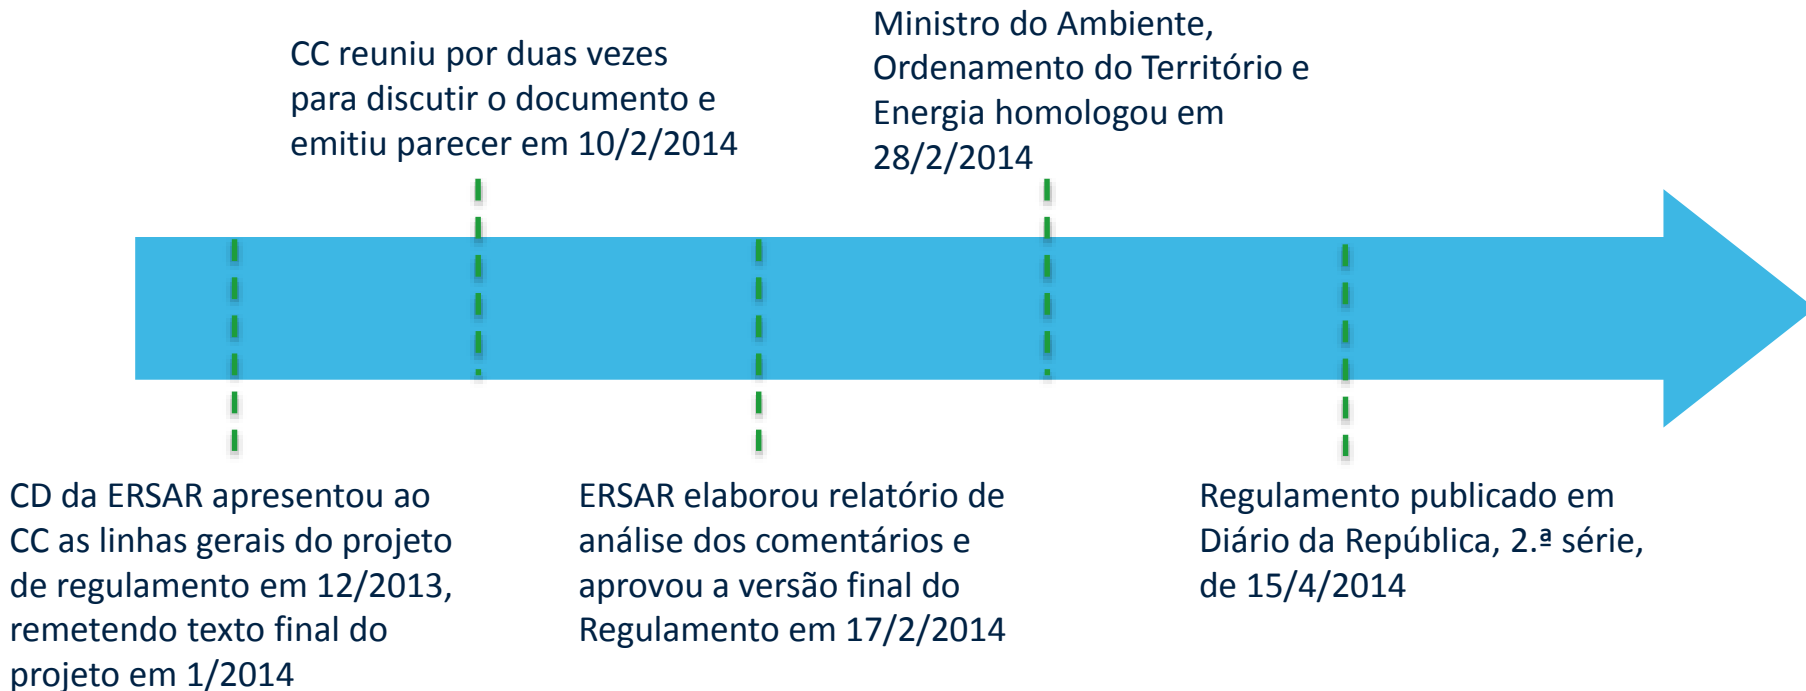 CC reuniu por duas vezes
para discutir o documento e
emitiu parecer em 10/2/2014
Ministro do Ambiente,
Ordenamento do Território e
Energia homologou em
28/2/2014
CD da ERSAR apresentou ao
CC as linhas gerais do projeto
de regulamento em 12/2013,
remetendo texto final do
projeto em 1/2014
ERSAR elaborou relatório de
análise dos comentários e
aprovou a versão final do
Regulamento em 17/2/2014
Regulamento publicado em
Diário da República, 2.ª série,
de 15/4/2014